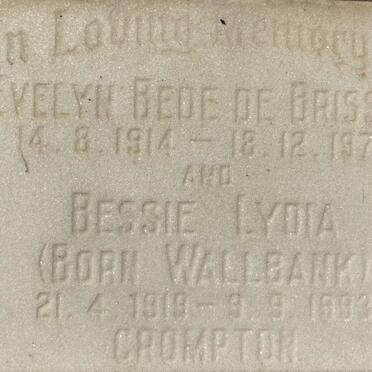 In Loving Memory
Evelyn Bede de Briss
14.8.1914 – 18.12.197
and
Bessie Lydia
(Born Wallbank)
21.4.1919 – 9.9.1993
Crompton